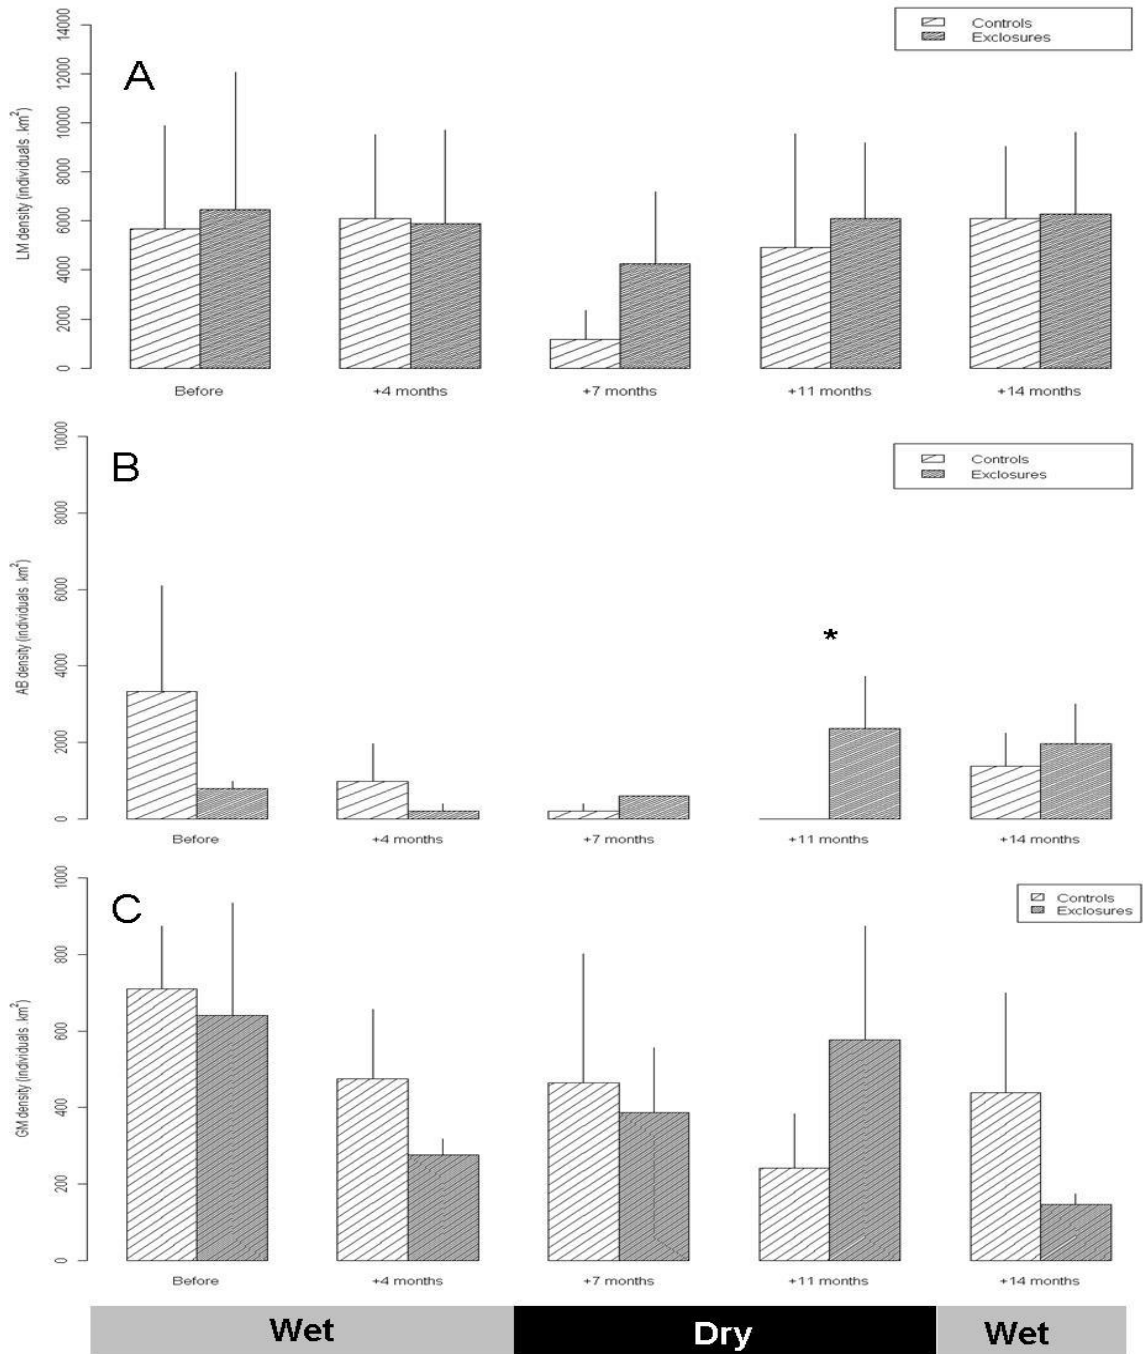 Controls
Exclosures
A
LM density (individuals .km²)
0 2000 4000 6000 8000 10000 12000 14000
Before +4 months +7 months +11 months +14 months
Controls
Exclosures
B
*
AB density (individuals .km²)
0 2000 4000 6000 8000 10000
Before +4 months +7 months +11 months +14 months
Controls
Exclosures
C
GM density (individuals .km²)
0 200 400 600 800 1000
Before +4 months +7 months +11 months +14 months
Wet Dry Wet